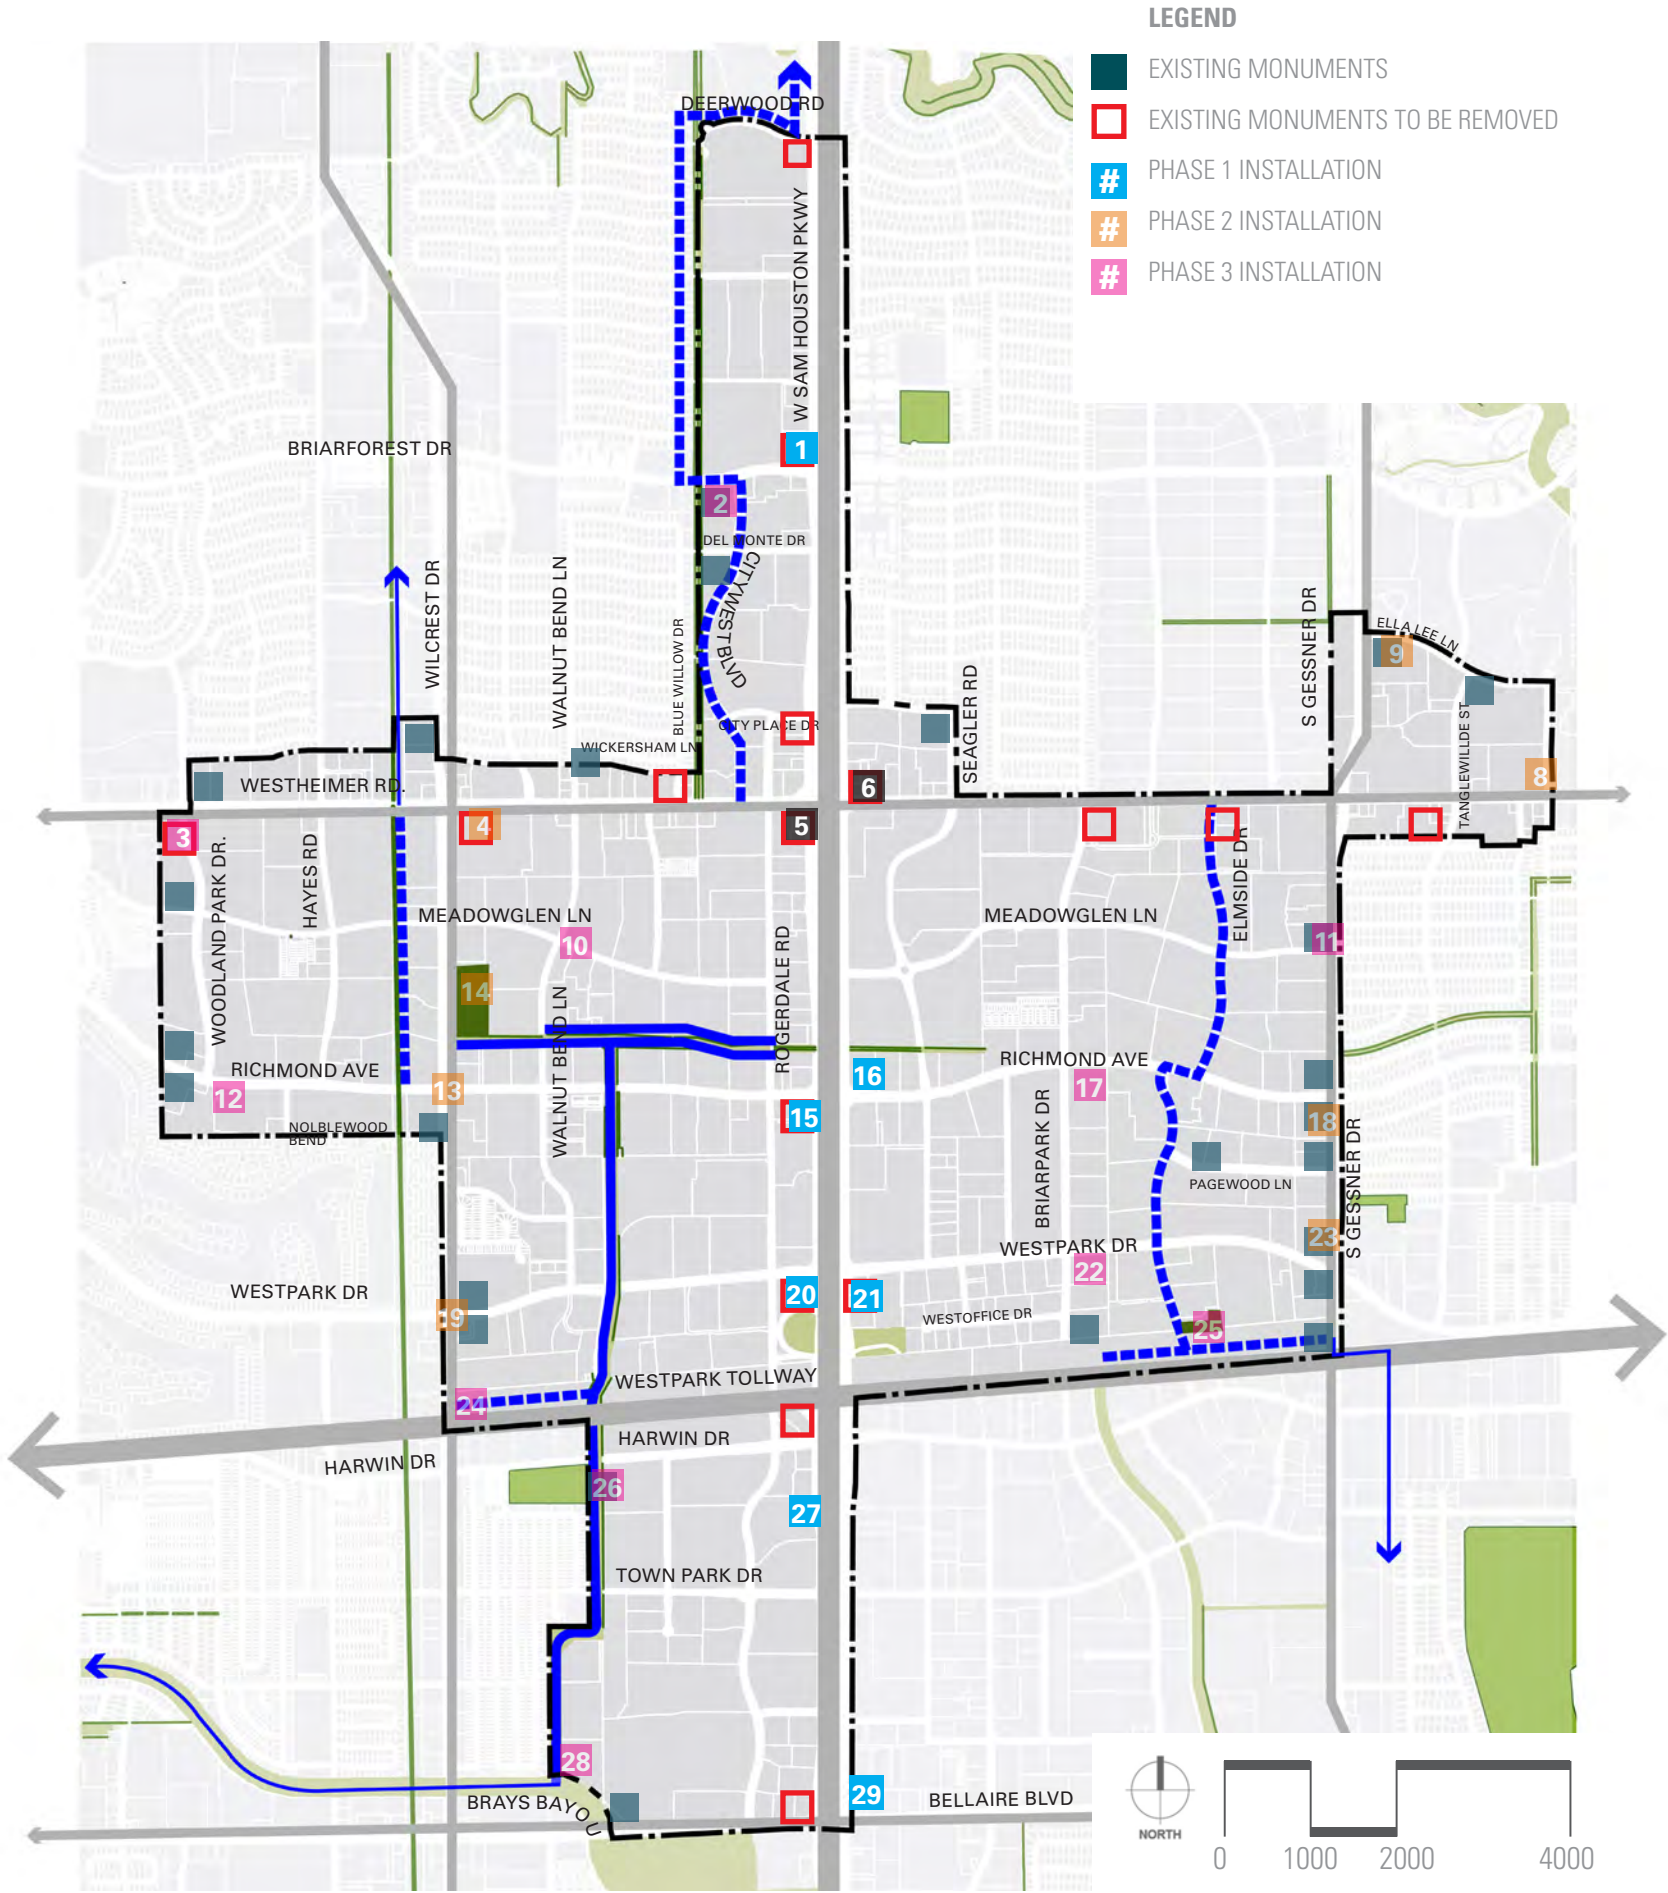 LEGEND
EXISTING MONUMENTS
EXISTING MONUMENTS TO BE REMOVED
# PHASE 1 INSTALLATION
# PHASE 2 INSTALLATION
# PHASE 3 INSTALLATION
DEERWOOD RD
W SAM HOUSTON PKWY
BRIARFOREST DR
1
2
DEL MONTE DR
CITYWEST BLVD
WILCREST DR
WALNUT BEND LN
BLUE WILLOW DR
S GESSNER DR
ELLA LEE LN
9
SEAGLER RD
CITY PLACE DR
TANGLEWILLDE ST
WICKERSHAM LN
WESTHEIMER RD.
6
8
3
4
5
WOODLAND PARK DR.
HAYES RD
ELMSIDE DR
MEADOWGLEN LN
MEADOWGLEN LN
10
11
ROGERDALE RD
14
WALNUT BEND LN
RICHMOND AVE
RICHMOND AVE
16
17
12
13
15
18
NOLBLEWOOD
BEND
BRIARPARK DR
S GESSNER DR
PAGEWOOD LN
23
WESTPARK DR
22
WESTPARK DR
20
21
19
WESTOFFICE DR
25
WESTPARK TOLLWAY
24
HARWIN DR
HARWIN DR
26
27
TOWN PARK DR
28
29
BRAYS BAYOU
BELLAIRE BLVD
NORTH
0 1000 2000 4000